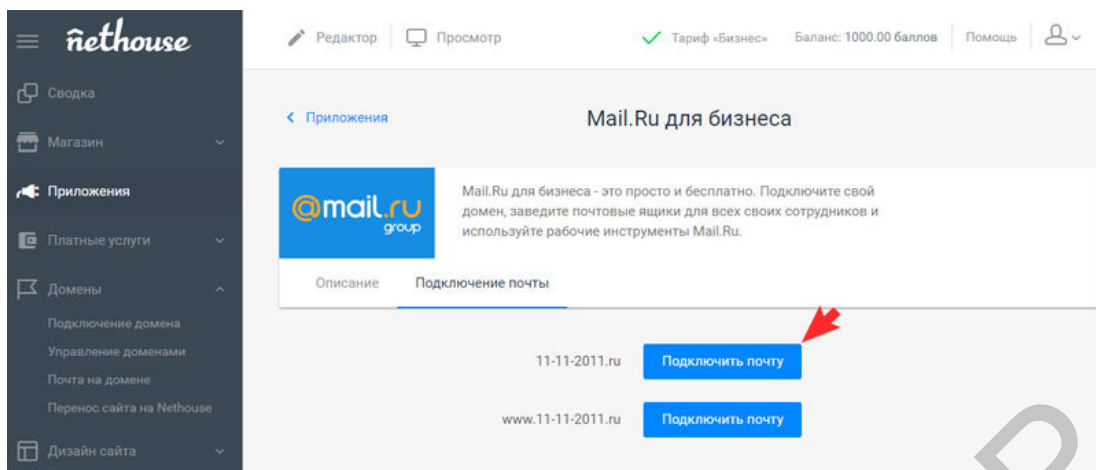 nethouse
Редактор
Просмотр
Тариф «Бизнес»
Баланс: 1000.00 баллов
Помощь
Сводка
Магазин
Приложения
Платные услуги
Домены
Подключение домена
Управление доменами
Почта на домене
Перенос сайта на Nethouse
Дизайн сайта
Приложения
Mail.Ru для бизнеса
@mail.ru
group
Mail.Ru для бизнеса - это просто и бесплатно. Подключите свой
домен, заведите почтовые ящики для всех своих сотрудников и
используйте рабочие инструменты Mail.Ru.
Описание
Подключение почты
11-11-2011.ru
Подключить почту
www.11-11-2011.ru
Подключить почту